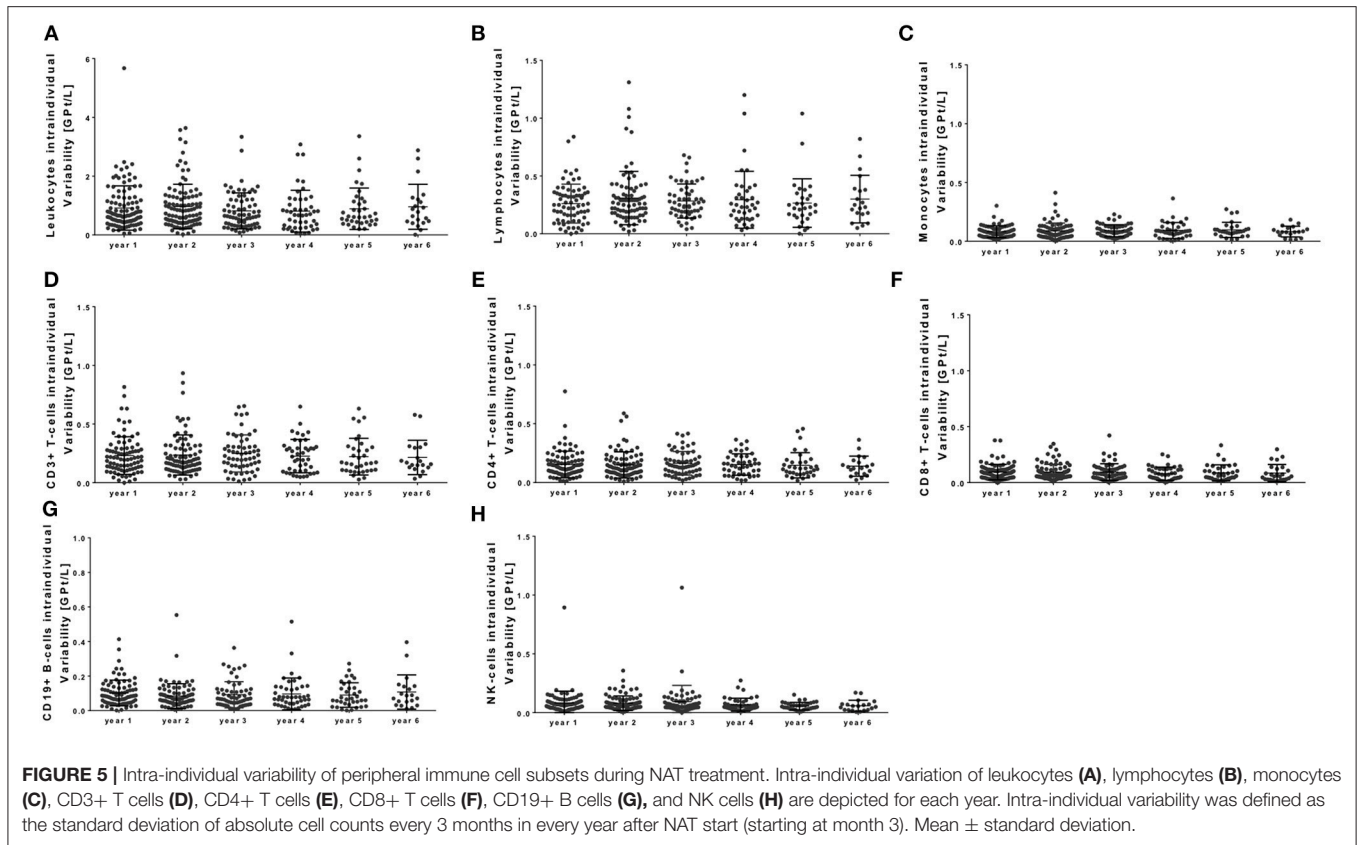 A
Leukocytes intraindividual
Variability [GPt/L]
6
4
2
0
year 1 year 2 year 3 year 4 year 5 year 6
B
Lymphocytes intraindividual
Variability [GPt/L]
1.5
1.0
0.5
0.0
year 1 year 2 year 3 year 4 year 5 year 6
C
Monocytes intraindividual
Variability [GPt/L]
1.5
1.0
0.5
0.0
year 1 year 2 year 3 year 4 year 5 year 6
D
CD3+ T-cells intraindividual
Variability [GPt/L]
1.5
1.0
0.5
0.0
year 1 year 2 year 3 year 4 year 5 year 6
E
CD4+ T-cells intraindividual
Variability [GPt/L]
1.5
1.0
0.5
0.0
year 1 year 2 year 3 year 4 year 5 year 6
F
CD8+ T-cells intraindividual
Variability [GPt/L]
1.5
1.0
0.5
0.0
year 1 year 2 year 3 year 4 year 5 year 6
G
CD19+ B-cells intraindividual
Variability [GPt/L]
1.0
0.8
0.6
0.4
0.2
0.0
year 1 year 2 year 3 year 4 year 5 year 6
H
NK-cells intraindividual
Variability [GPt/L]
1.5
1.0
0.5
0.0
year 1 year 2 year 3 year 4 year 5 year 6
FIGURE 5 | Intra-individual variability of peripheral immune cell subsets during NAT treatment. Intra-individual variation of leukocytes (A), lymphocytes (B), monocytes
(C), CD3+ T cells (D), CD4+ T cells (E), CD8+ T cells (F), CD19+ B cells (G), and NK cells (H) are depicted for each year. Intra-individual variability was defined as
the standard deviation of absolute cell counts every 3 months in every year after NAT start (starting at month 3). Mean ± standard deviation.